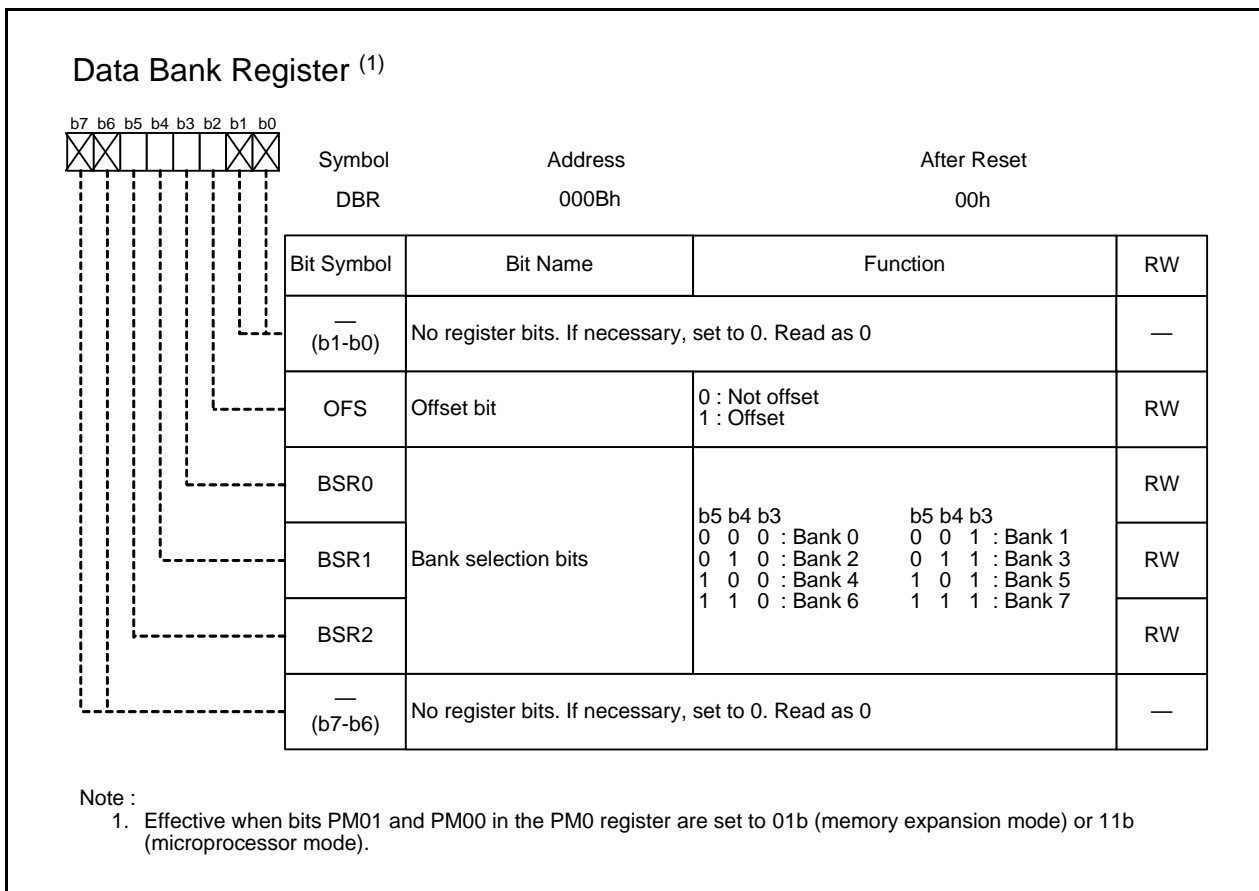 Data Bank Register (1)
b7 b6 b5 b4 b3 b2 b1 b0
Symbol Address After Reset
DBR 000Bh 00h
Bit Symbol Bit Name Function RW
—
(b1-b0)
No register bits. If necessary, set to 0. Read as 0 —
OFS Offset bit
0 : Not offset
1 : Offset
RW
BSR0 RW
BSR1 Bank selection bits
b5 b4 b3 b5 b4 b3
0 0 0 : Bank 0 0 0 1 : Bank 1
0 1 0 : Bank 2 0 1 1 : Bank 3
1 0 0 : Bank 4 1 0 1 : Bank 5
1 1 0 : Bank 6 1 1 1 : Bank 7
RW
BSR2 RW
—
(b7-b6)
No register bits. If necessary, set to 0. Read as 0 —
Note :
1. Effective when bits PM01 and PM00 in the PM0 register are set to 01b (memory expansion mode) or 11b
(microprocessor mode).